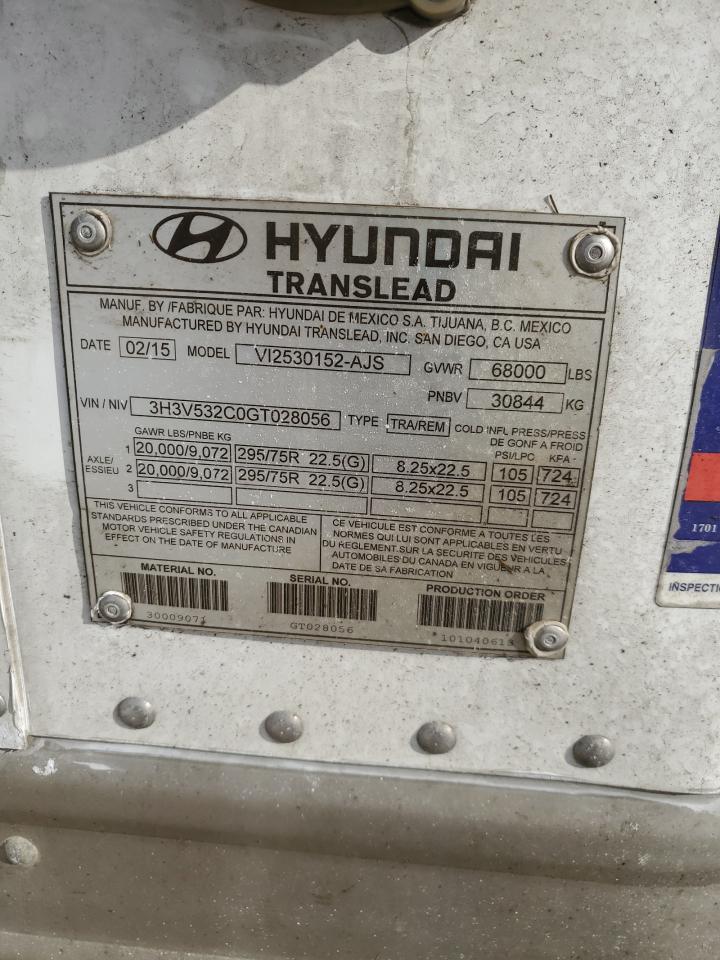 HYUNDAI
TRANSLEAD
MANUF. BY /FABRIQUE PAR: HYUNDAI DE MEXICO S.A. TIJUANA, B.C. MEXICO
MANUFACTURED BY HYUNDAI TRANSLEAD, INC. SAN DIEGO, CA USA
DATE 02/15 MODEL VI2530152-AJS GVWR 68000 LBS
PNBV 30844 KG
VIN / NIV 3H3V532C0GT028056 TYPE TRA/REM COLD INFL PRESS/PRESS
DE GONF A FROID
GAWR LBS/PNBE KG PSI/LPC KPA
AXLE/ESSIEU
1 20,000/9,072 295/75R 22.5(G) 8.25x22.5 105 724
2 20,000/9,072 295/75R 22.5(G) 8.25x22.5 105 724
3
THIS VEHICLE CONFORMS TO ALL APPLICABLE
STANDARDS PRESCRIBED UNDER THE CANADIAN
MOTOR VEHICLE SAFETY REGULATIONS IN
EFFECT ON THE DATE OF MANUFACTURE
CE VEHICULE EST CONFORME A TOUTES LES
NORMES QUI LUI SONT APPLICABLES EN VERTU
DU REGLEMENT SUR LA SECURITE DES VEHICULES
AUTOMOBILES DU CANADA EN VIGUEUR A LA
DATE DE SA FABRICATION
MATERIAL NO. SERIAL NO. PRODUCTION ORDER
30009071 GT028056
1701
INSPECTI